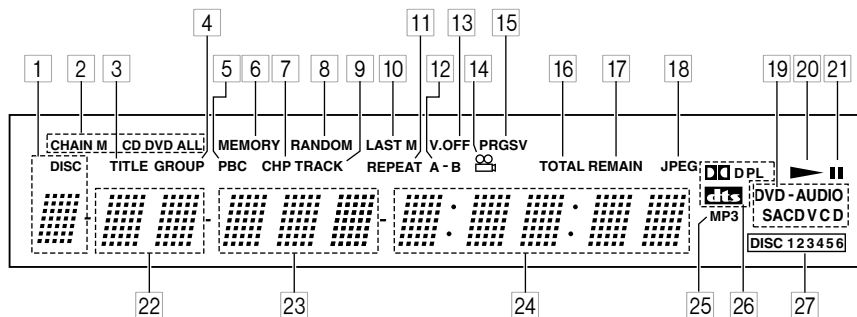 11 13 15
4
1 2 3 5 6 7 8 9 10 12 14 16 17 18 19 20 21
CHAIN M CD DVD ALL MEMORY RANDOM LAST M V.OFF PRGSV
DISC TITLE GROUP PBC CHP TRACK REPEAT A - B TOTAL REMAIN JPEG
D PL
dts
DVD - AUDIO
MP3 SACD V C D
DISC 1 2 3 4 5 6
22 23 24 25 26 27